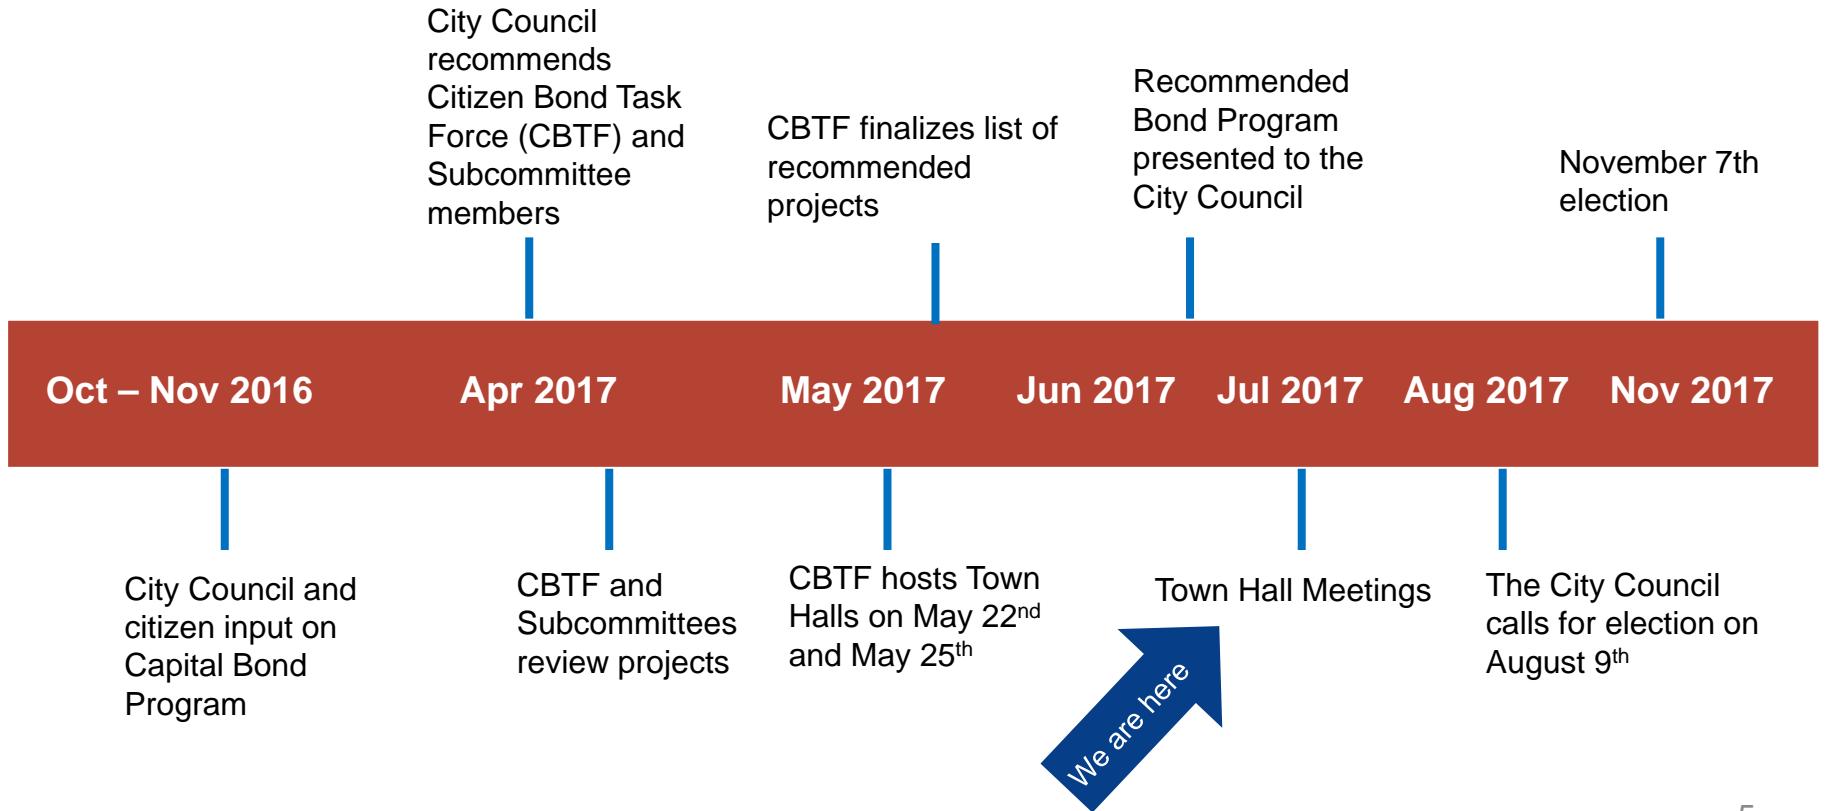 City Council
recommends
Citizen Bond Task
Force (CBTF) and
Subcommittee
members
CBTF finalizes list of
recommended
projects
Recommended
Bond Program
presented to the
City Council
November 7th
election
Oct – Nov 2016
Apr 2017
May 2017
Jun 2017
Jul 2017
Aug 2017
Nov 2017
City Council and
citizen input on
Capital Bond
Program
CBTF and
Subcommittees
review projects
CBTF hosts Town
Halls on May 22nd
and May 25th
Town Hall Meetings
The City Council
calls for election on
August 9th
We are here